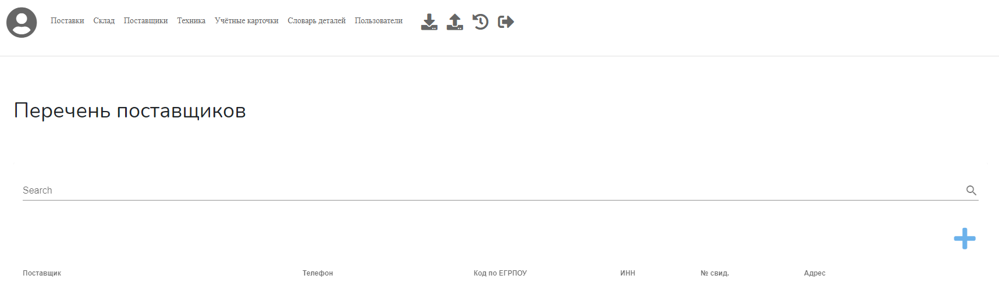 Поставки Склад Поставщики Техника Учётные карточки Словарь деталей Пользователи
Перечень поставщиков
Search
Поставщик Телефон Код по ЕГРПОУ ИНН № свид. Адрес